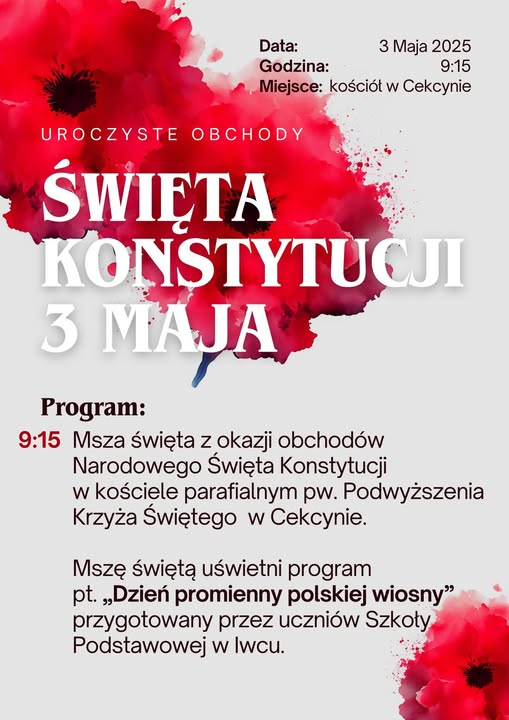 Data: 3 Maja 2025
Godzina: 9:15
Miejsce: kościół w Cekcynie
UROCZYSTE OBCHODY
ŚWIĘTA
KONSTYTUCJI
3 MAJA
Program:
9:15 Msza święta z okazji obchodów
Narodowego Święta Konstytucji
w kościele parafialnym pw. Podwyższenia
Krzyża Świętego w Cekcynie.
Mszę świętą uświetni program
pt. „Dzień promienny polskiej wiosny”
przygotowany przez uczniów Szkoły
Podstawowej w Iwcu.